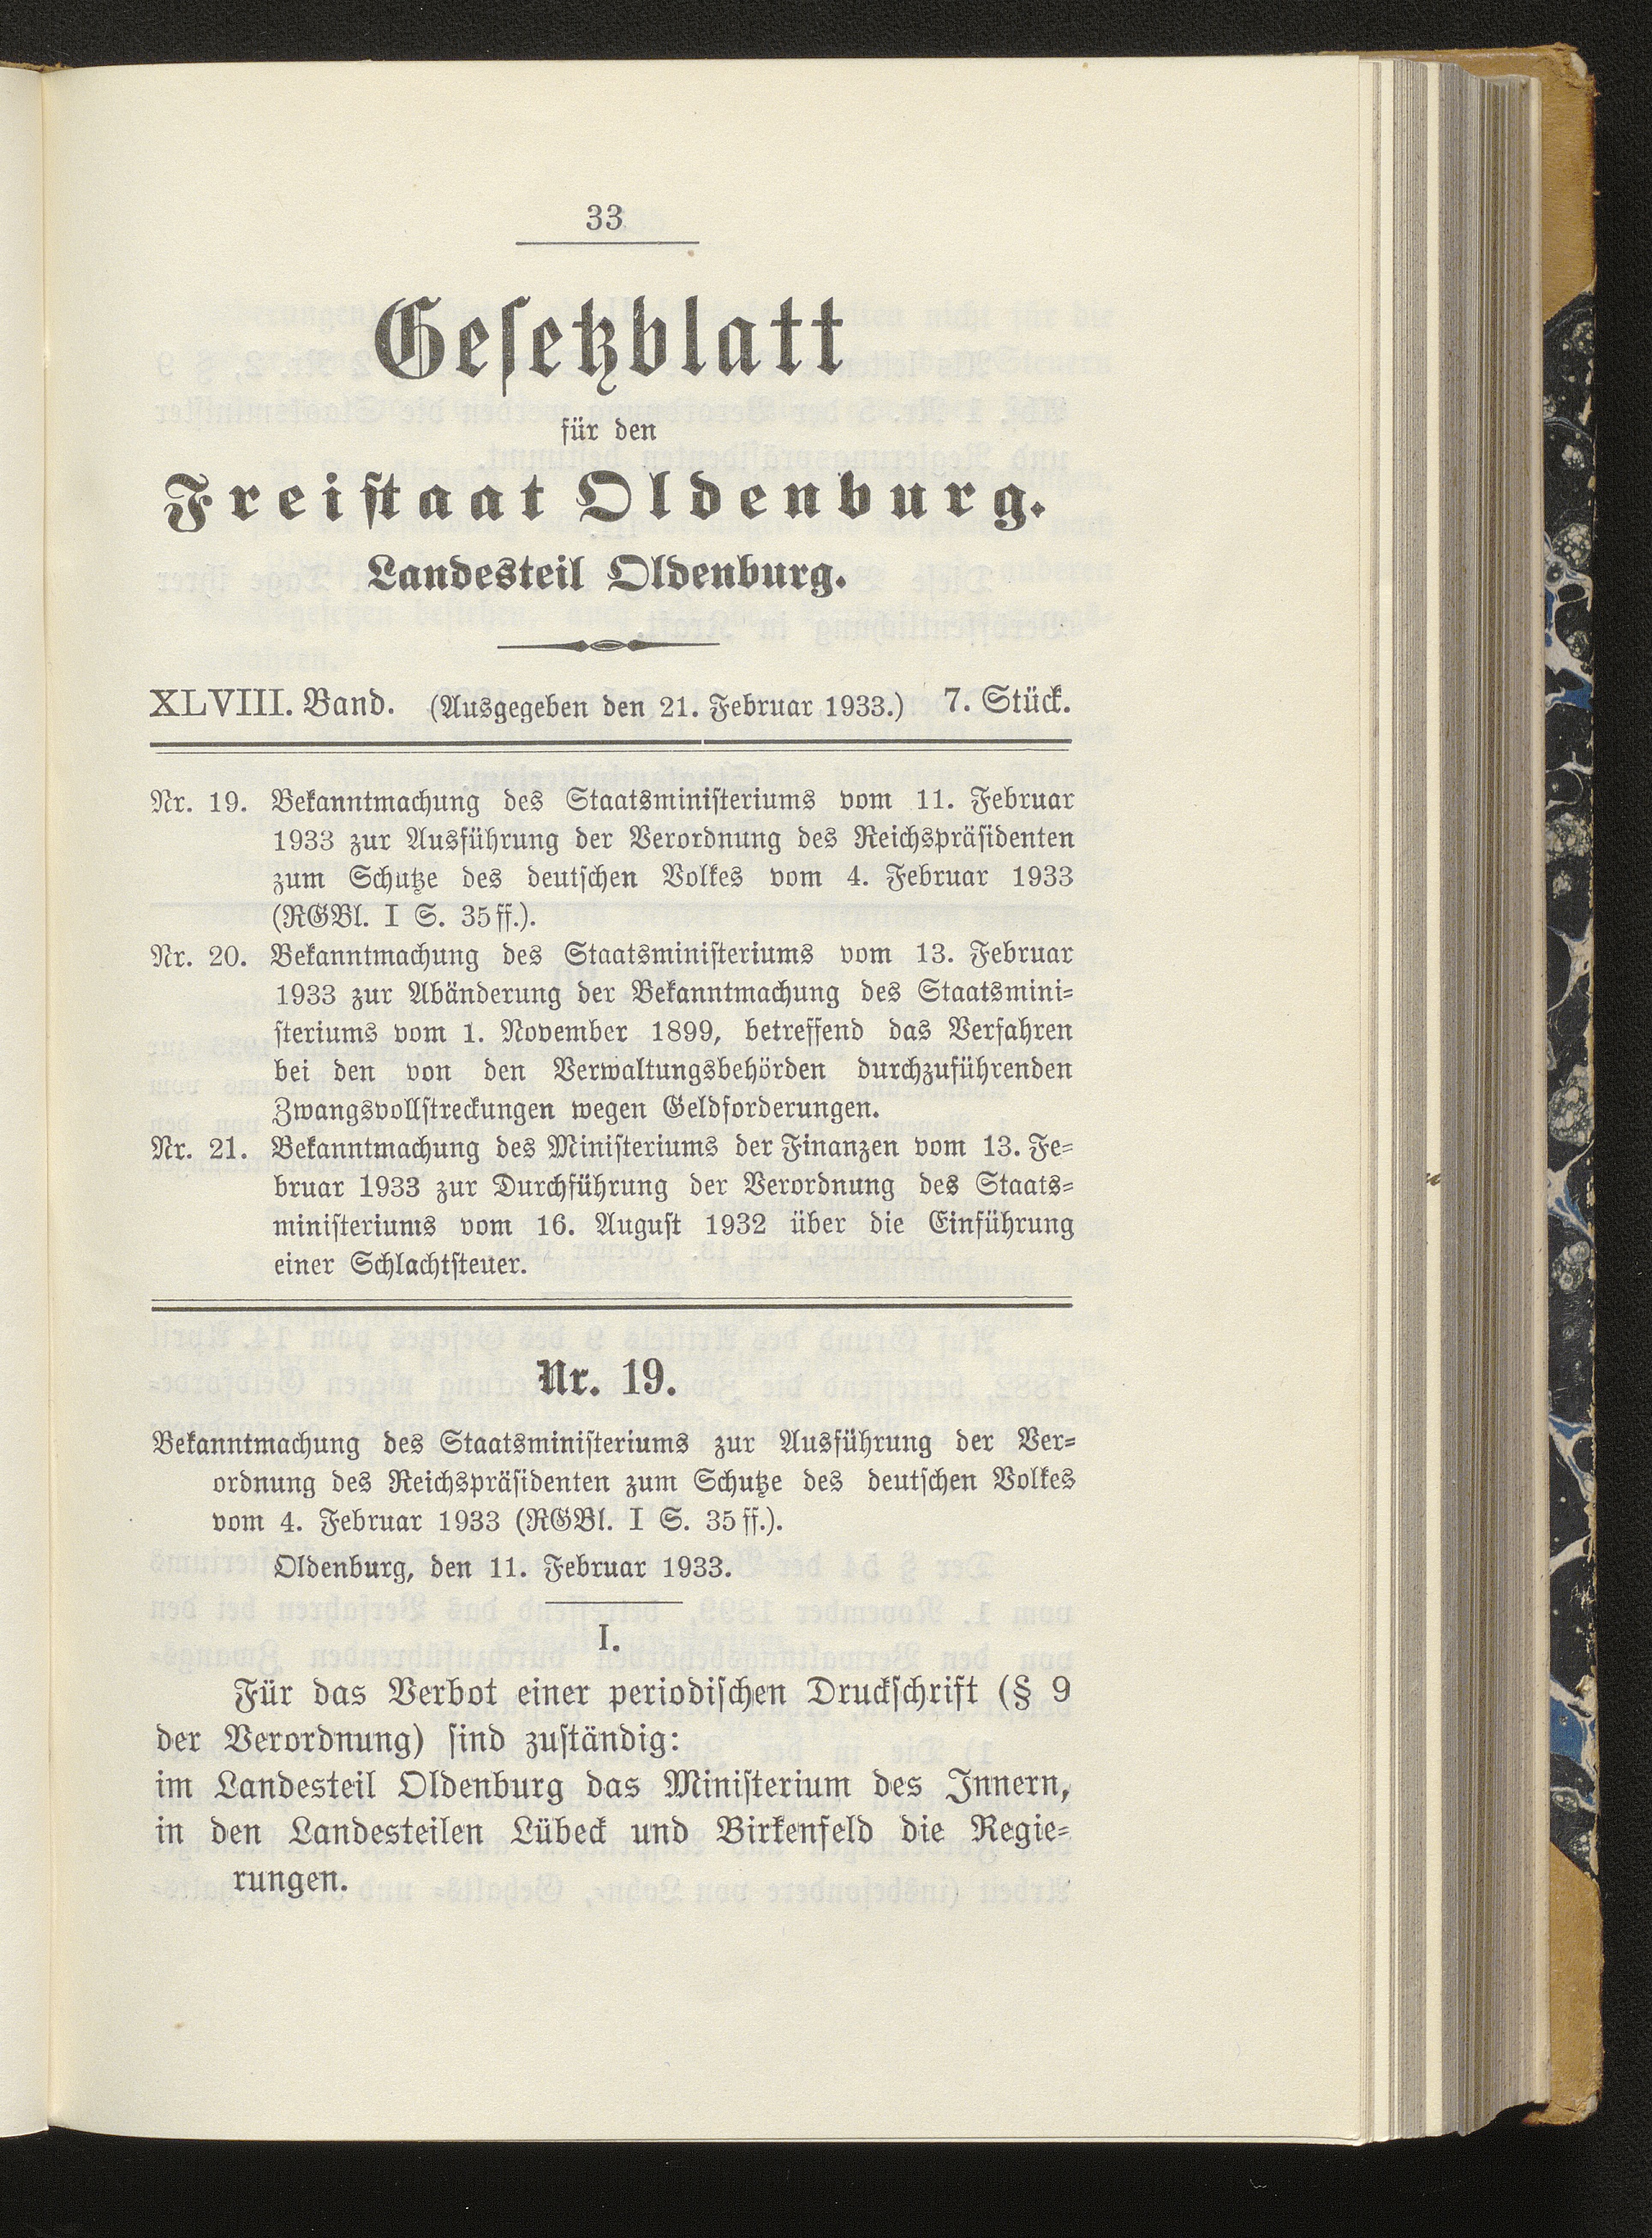 33
Gesetzblatt
für den
Freistaat Oldenburg.
Landesteil Oldenburg.
XLVIII. Band. (Ausgegeben den 21. Februar 1933.) 7. Stück.
Nr. 19. Bekanntmachung des Staatsministeriums vom 11. Februar
1933 zur Ausführung der Verordnung des Reichspräsidenten
zum Schutze des deutschen Volkes vom 4. Februar 1933
(RGBl. I S. 35 ff.).
Nr. 20. Bekanntmachung des Staatsministeriums vom 13. Februar
1933 zur Abänderung der Bekanntmachung des Staatsmini-
steriums vom 1. November 1899, betreffend das Verfahren
bei den von den Verwaltungsbehörden durchzuführenden
Zwangsvollstreckungen wegen Geldforderungen.
Nr. 21. Bekanntmachung des Ministeriums der Finanzen vom 13. Fe-
bruar 1933 zur Durchführung der Verordnung des Staats-
ministeriums vom 16. August 1932 über die Einführung
einer Schlachtsteuer.
Nr. 19.
Bekanntmachung des Staatsministeriums zur Ausführung der Ver-
ordnung des Reichspräsidenten zum Schutze des deutschen Volkes
vom 4. Februar 1933 (RGBl. I S. 35 ff.).
Oldenburg, den 11. Februar 1933.
I.
Für das Verbot einer periodischen Druckschrift (§ 9
der Verordnung) sind zuständig:
im Landesteil Oldenburg das Ministerium des Innern,
in den Landesteilen Lübeck und Birkenfeld die Regie-
rungen.